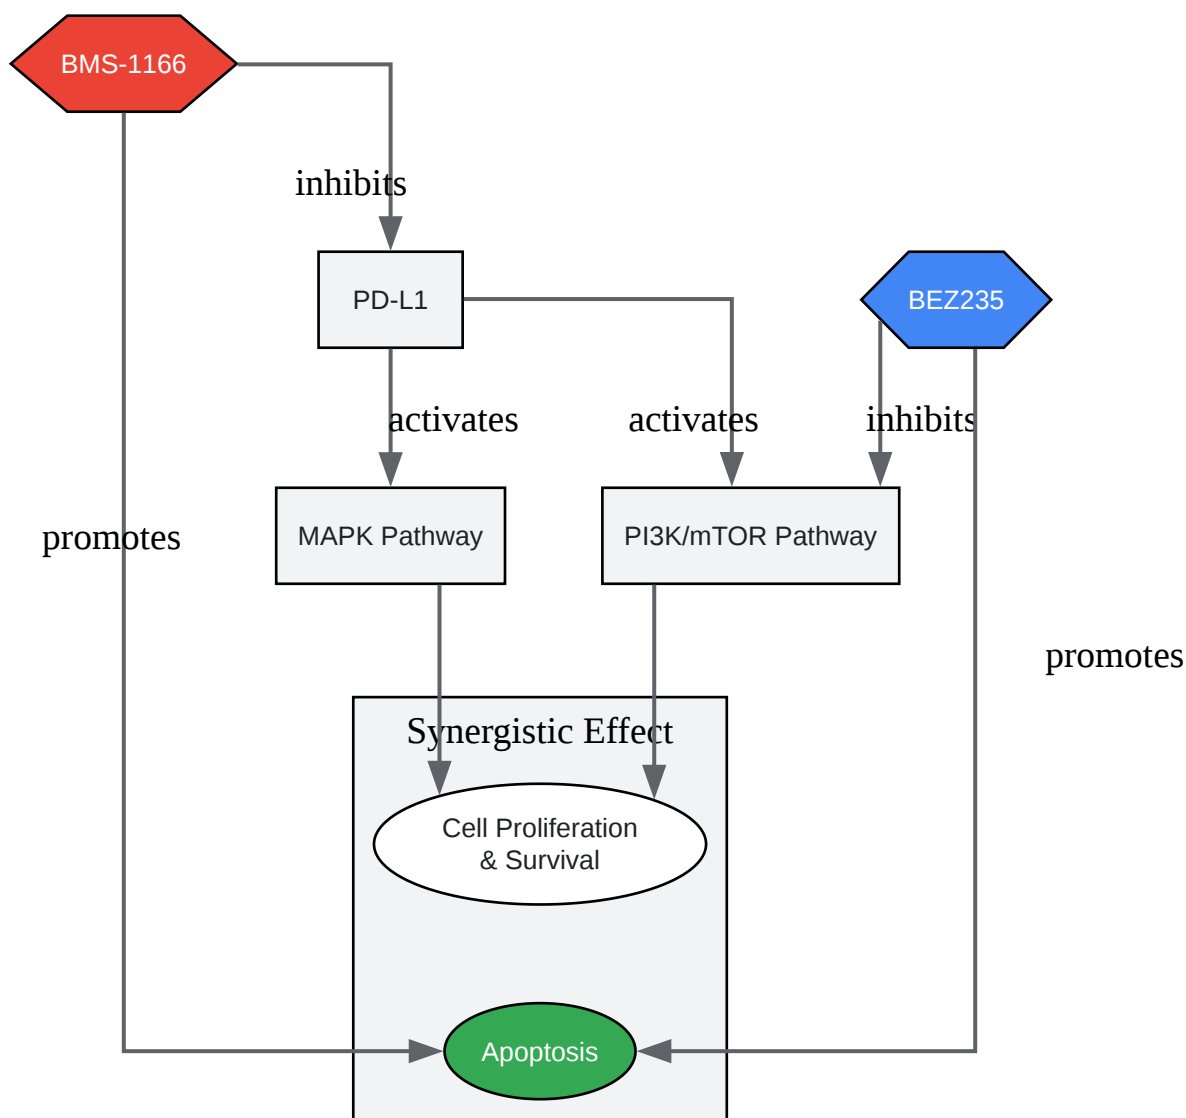 BMS-1166
inhibits
PD-L1
BEZ235
activates
activates
inhibits
promotes
MAPK Pathway
PI3K/mTOR Pathway
promotes
Synergistic Effect
Cell Proliferation
& Survival
Apoptosis